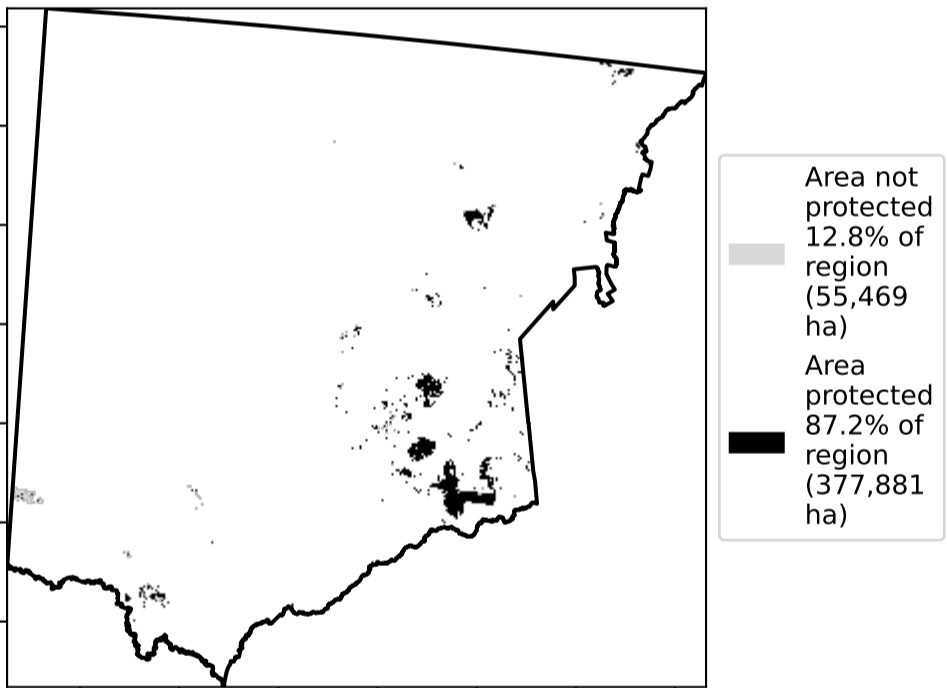 Area not
protected
12.8% of
region
(55,469
ha)
Area
protected
87.2% of
region
(377,881
ha)